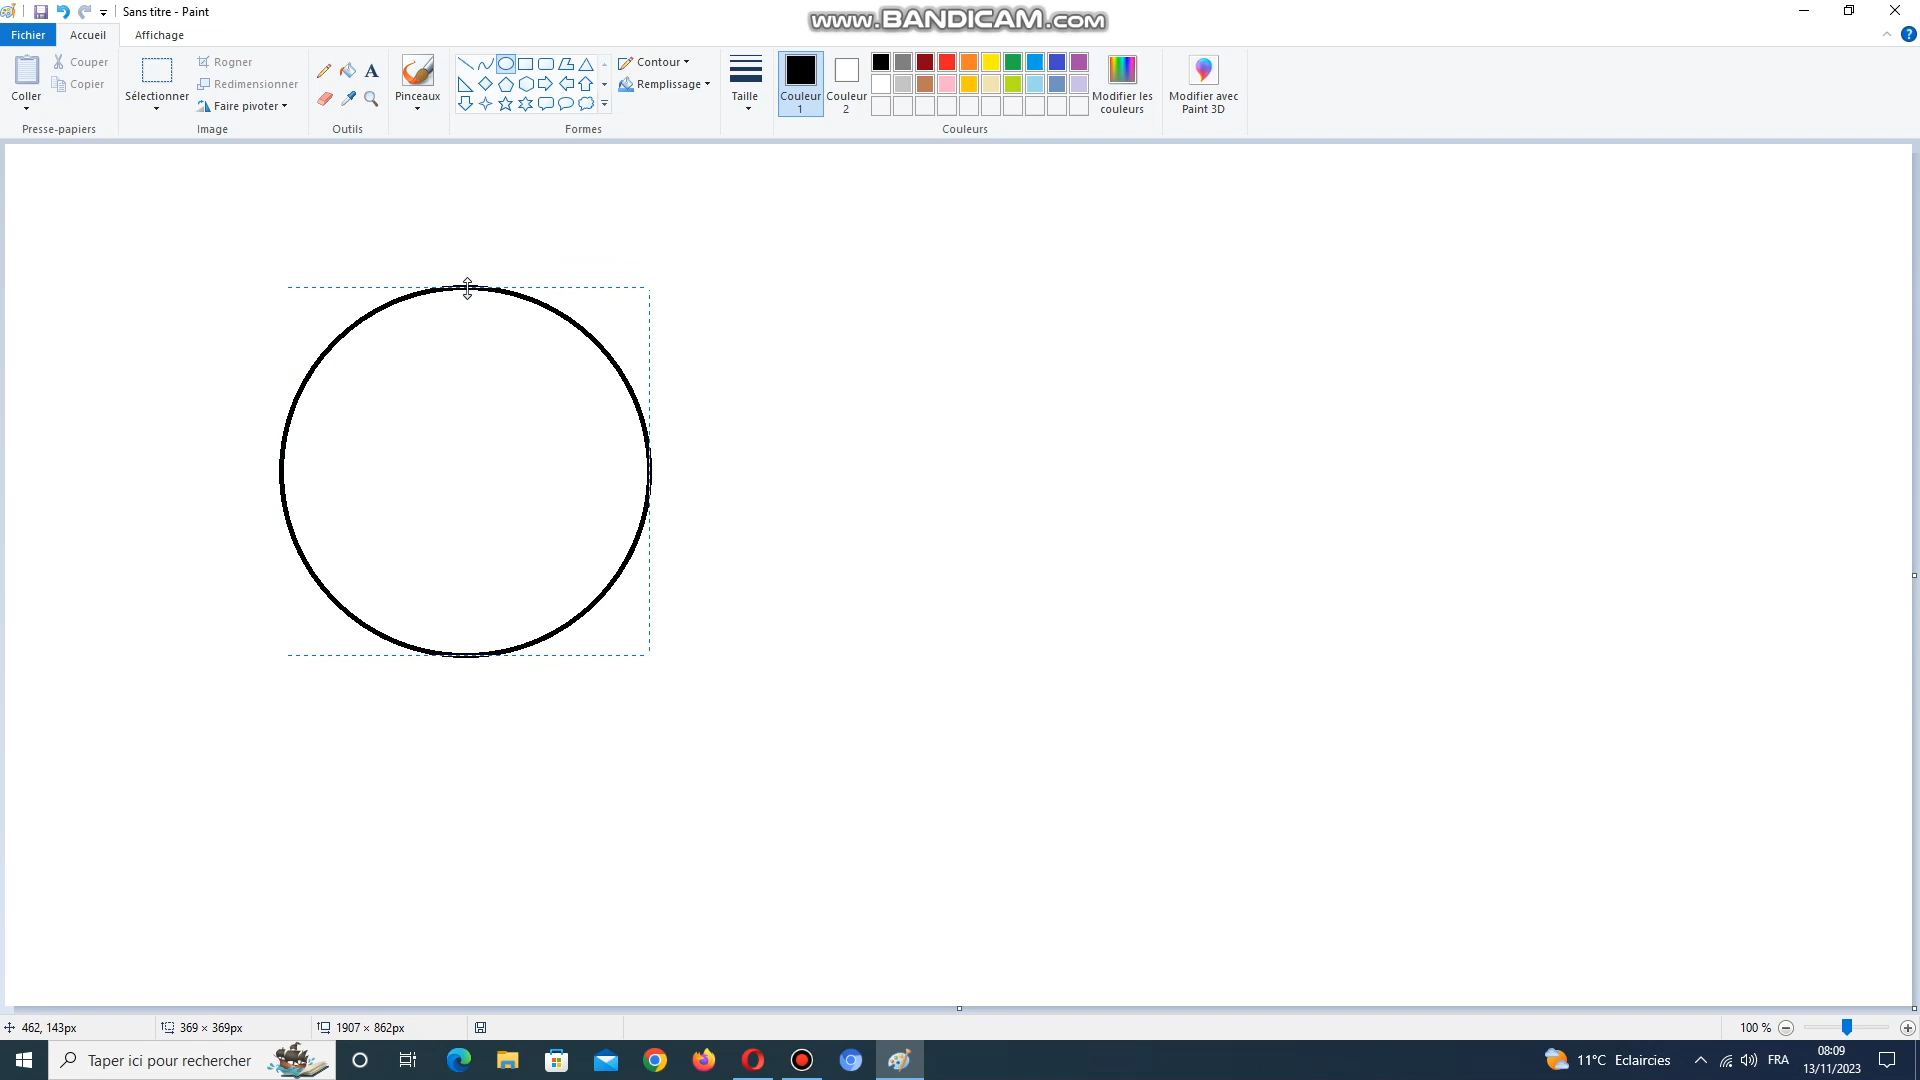 Sans titre - Paint
www.BANDICAM.com
Fichier
Accueil
Affichage
Coller
Couper
Copier
Presse-papiers
Sélectionner
Rogner
Redimensionner
Faire pivoter
Image
A
Outils
Pinceaux
Contour
Remplissage
Formes
Taille
Couleur
1
Couleur
2
Modifier les
couleurs
Couleurs
Modifier avec
Paint 3D
462, 143px
369 × 369px
1907 × 862px
100 %
Taper ici pour rechercher
11°C Eclaircies
FRA
08:09
13/11/2023